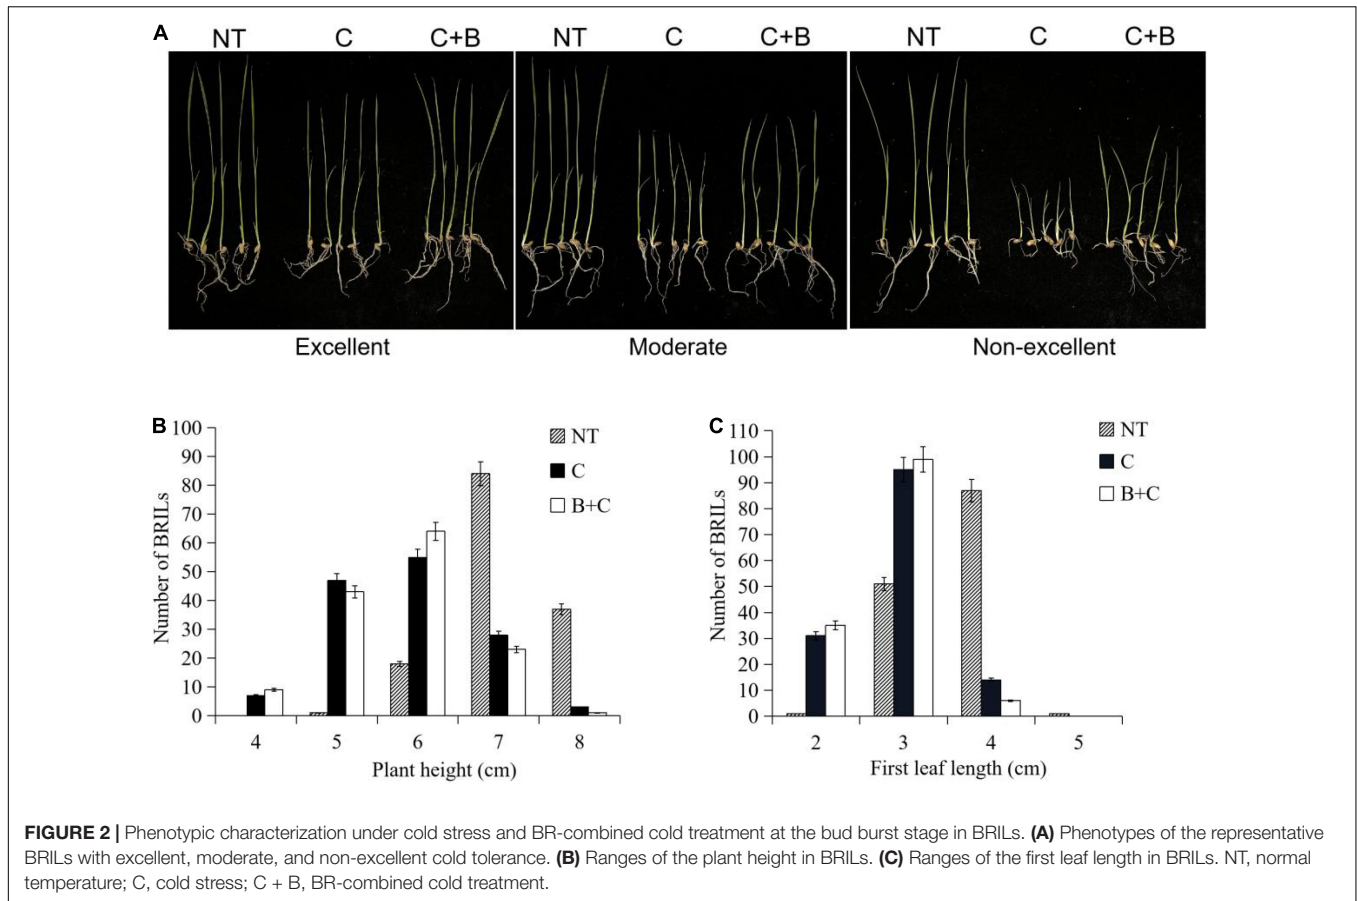 A
NT C C+B NT C C+B NT C C+B
Excellent Moderate Non-excellent
B
100
90
80
70
60
50
40
30
20
10
0
Number of BRILs
NT
C
B+C
4 5 6 7 8
Plant height (cm)
C
110
100
90
80
70
60
50
40
30
20
10
0
Number of BRILs
NT
C
B+C
2 3 4 5
First leaf length (cm)
FIGURE 2 | Phenotypic characterization under cold stress and BR-combined cold treatment at the bud burst stage in BRILs. (A) Phenotypes of the representative
BRILs with excellent, moderate, and non-excellent cold tolerance. (B) Ranges of the plant height in BRILs. (C) Ranges of the first leaf length in BRILs. NT, normal
temperature; C, cold stress; C + B, BR-combined cold treatment.